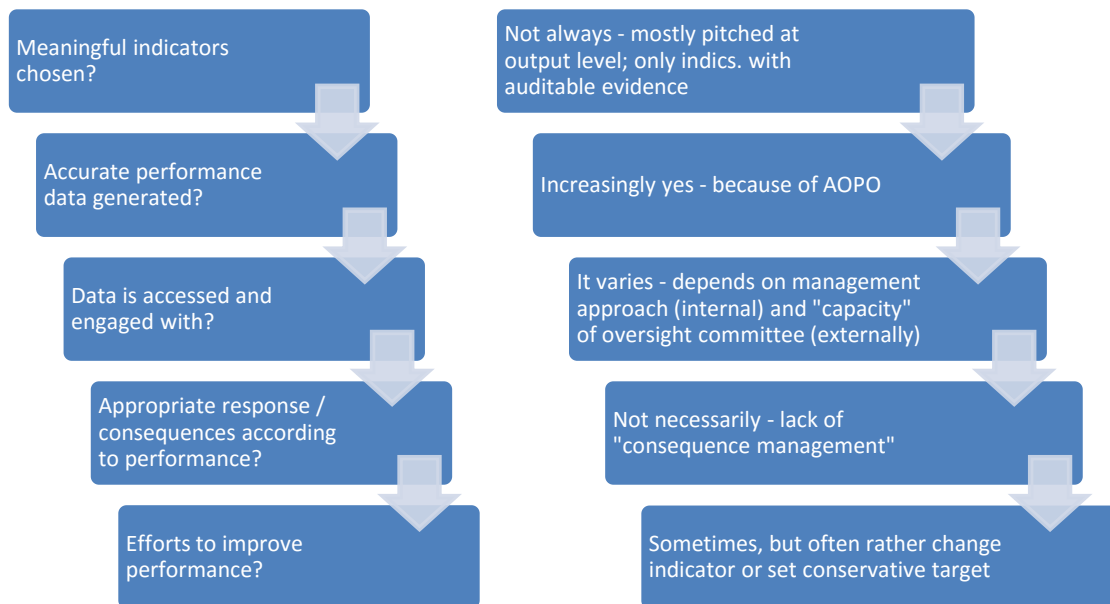 Meaningful indicators
chosen?
Not always - mostly pitched at
output level; only indics. with
auditable evidence
Accurate performance
data generated?
Increasingly yes - because of AOPO
Data is accessed and
engaged with?
It varies - depends on management
approach (internal) and "capacity"
of oversight committee (externally)
Appropriate response /
consequences according
to performance?
Not necessarily - lack of
"consequence management"
Efforts to improve
performance?
Sometimes, but often rather change
indicator or set conservative target